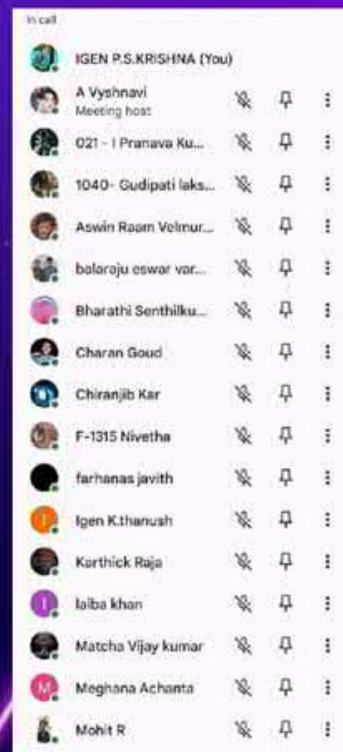 In call
IGEN P.S.KRISHNA (You)
A Vyshnavi
Meeting host
021 - I Pranava Ku...
1040- Gudipati laks...
Aswin Raam Velmur...
balaraju eswar var...
Bharathi Senthilku...
Charan Goud
Chiranjib Kar
F-1315 Nivetha
farhanas javith
Igen K.thanush
Karthick Raja
laiba khan
Matcha Vijay kumar
Meghana Achanta
Mohit R